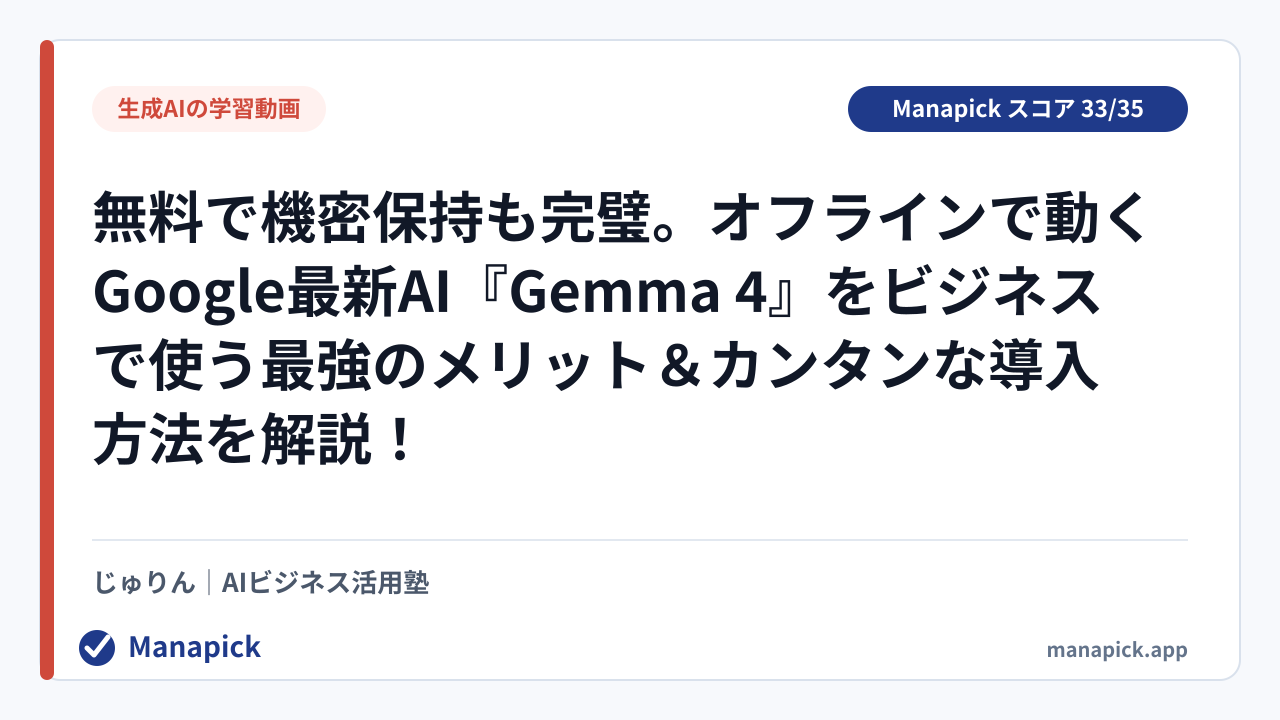 生成AIの学習動画
Manapick スコア 33/35
無料で機密保持も完璧。オフラインで動く
Google最新AI『Gemma 4』をビジネス
で使う最強のメリット＆カンタンな導入
方法を解説！
じゅりん｜AIビジネス活用塾
Manapick
manapick.app